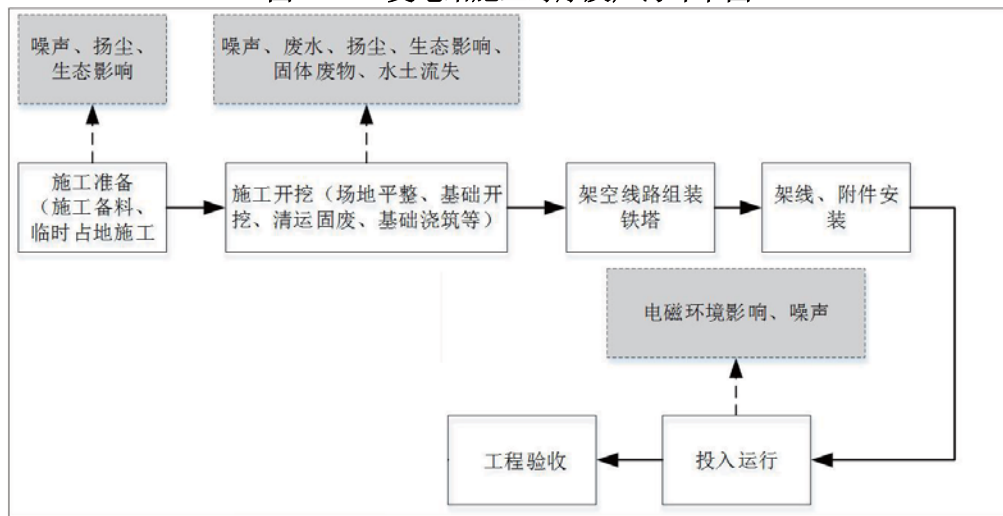 噪声、扬尘、
生态影响
噪声、废水、扬尘、生态影响、
固体废物、水土流失
施工准备
（施工备料、
临时占地施工
施工开挖（场地平整、基础开
挖、清运固废、基础浇筑等）
架空线路组装
铁塔
架线、附件安
装
电磁环境影响、噪声
工程验收
投入运行